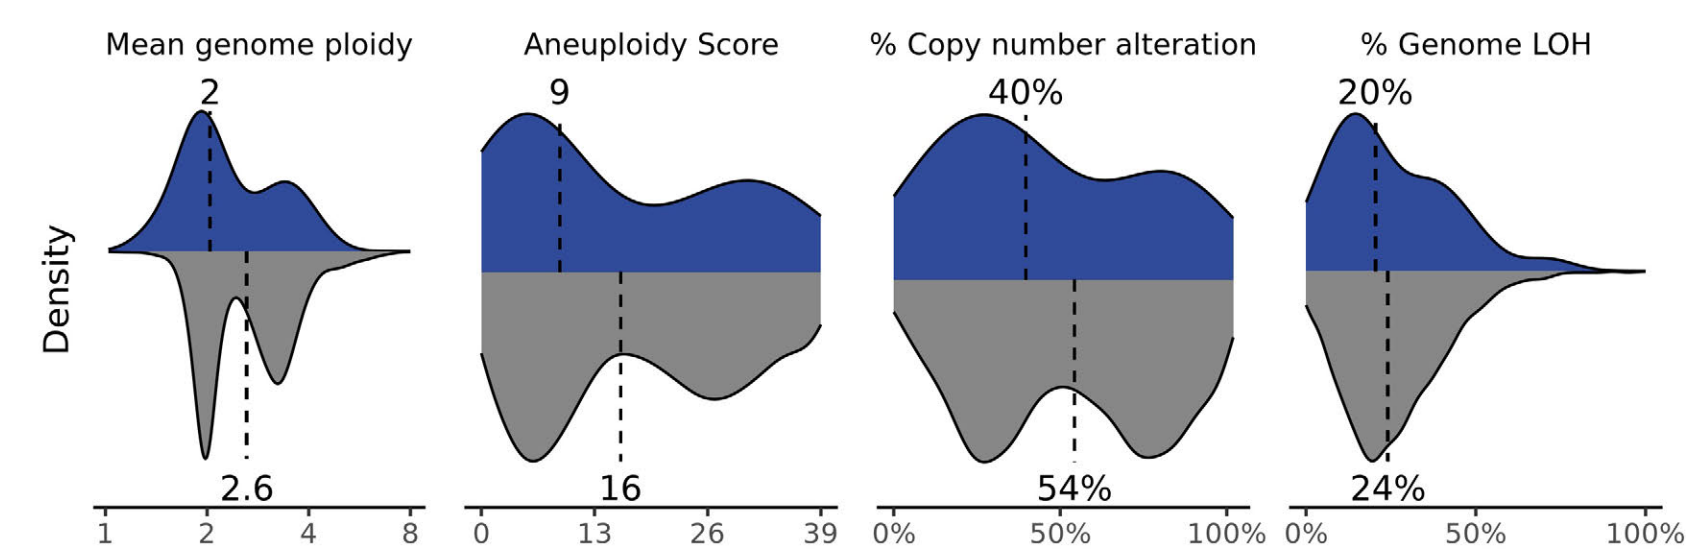 Mean genome ploidy
Aneuploidy Score
% Copy number alteration
% Genome LOH
2
9
40%
20%
Density
2.6
16
54%
24%
1 2 4 8
0 13 26 39
0% 50% 100%
0% 50% 100%